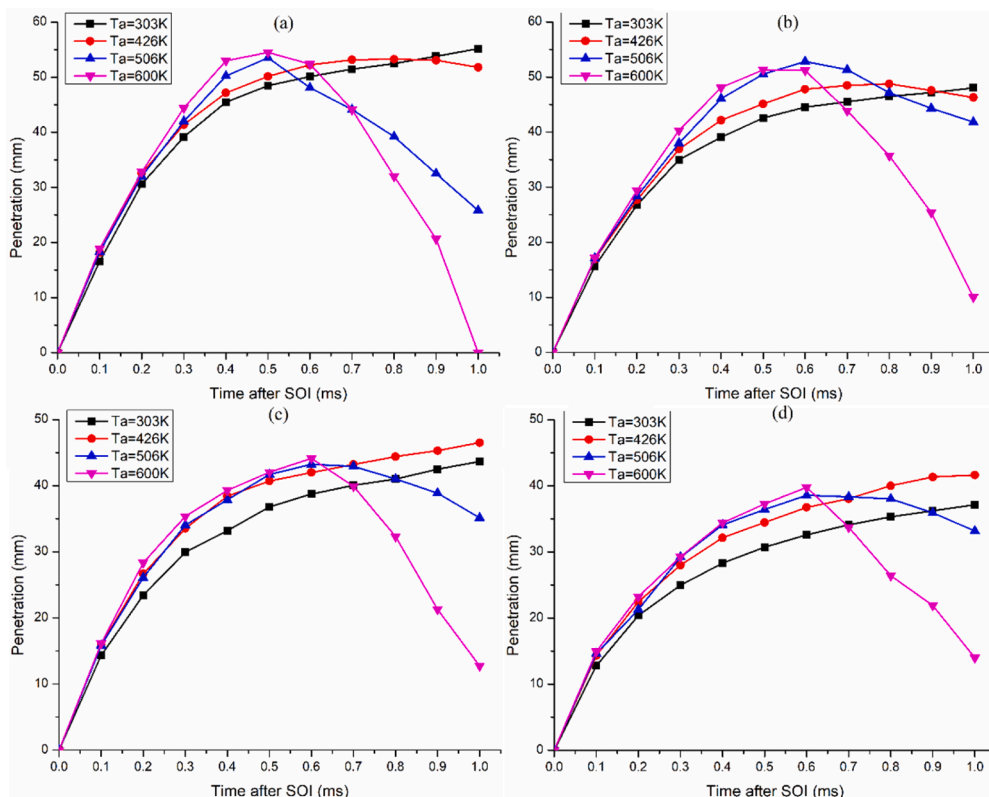 (a)
Ta=303K
Ta=426K
Ta=506K
Ta=600K
60
50
40
30
20
10
0
Penetration (mm)
0.0 0.1 0.2 0.3 0.4 0.5 0.6 0.7 0.8 0.9 1.0
Time after SOI (ms)
(b)
Ta=303K
Ta=426K
Ta=506K
Ta=600K
60
50
40
30
20
10
0
Penetration (mm)
0.0 0.1 0.2 0.3 0.4 0.5 0.6 0.7 0.8 0.9 1.0
Time after SOI (ms)
(c)
Ta=303K
Ta=426K
Ta=506K
Ta=600K
50
40
30
20
10
0
Penetration (mm)
0.0 0.1 0.2 0.3 0.4 0.5 0.6 0.7 0.8 0.9 1.0
Time after SOI (ms)
(d)
Ta=303K
Ta=426K
Ta=506K
Ta=600K
50
40
30
20
10
0
Penetration (mm)
0.0 0.1 0.2 0.3 0.4 0.5 0.6 0.7 0.8 0.9 1.0
Time after SOI (ms)